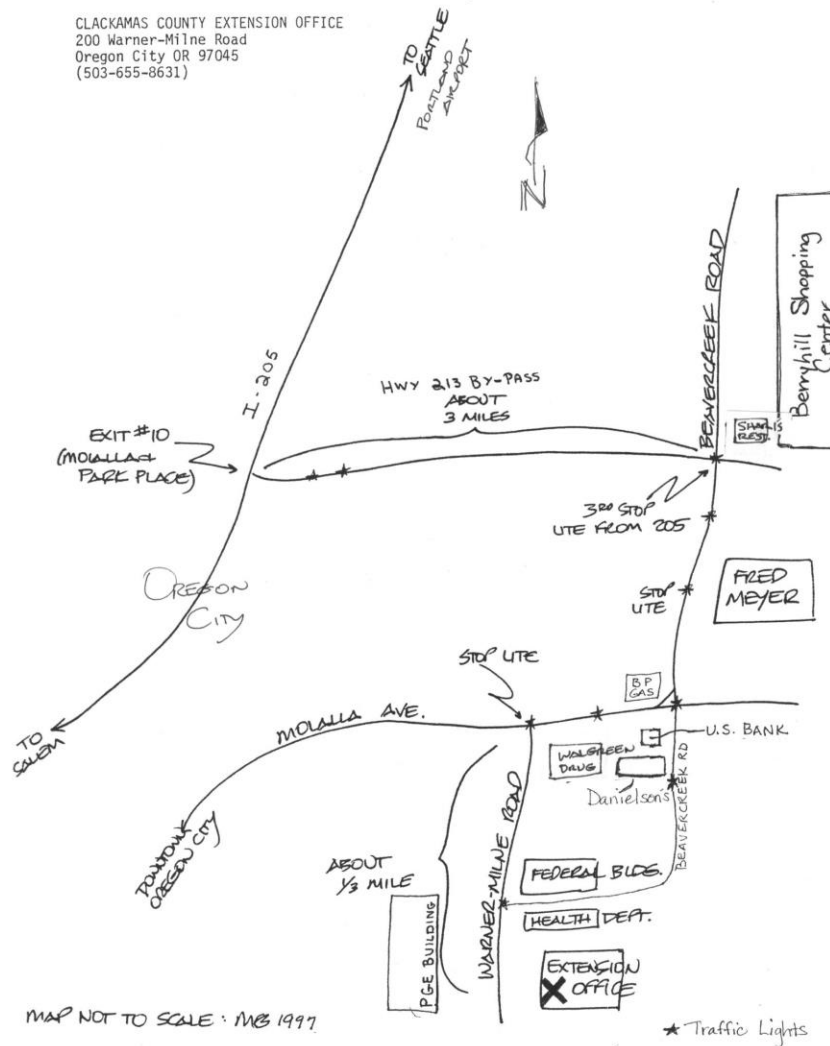 CLACKAMAS COUNTY EXTENSION OFFICE
200 Warner-Milne Road
Oregon City OR 97045
(503-655-8631)
TO
SEATTLE
PORTLAND
AIRPORT
N
BEAVERCREEK ROAD
Berryhill Shopping
Center
I-205
HWY 213 BY-PASS
ABOUT
3 MILES
SHARI'S
REST.
EXIT #10
(MOLALLA &
PARK PLACE)
3RD STOP
LITE FROM 205
OREGON
CITY
STOP
LITE
FRED
MEYER
STOP LITE
BP
GAS
TO
SALEM
MOLALLA AVE.
U.S. BANK
WALGREEN
DRUG
Danielson's
BEAVERCREEK RD
DOWNTOWN
OREGON CITY
WARNER-MILNE ROAD
ABOUT
1/3 MILE
FEDERAL BLDG.
HEALTH DEPT.
PGE BUILDING
EXTENSION
X OFFICE
MAP NOT TO SCALE: MG 1997
* Traffic Lights